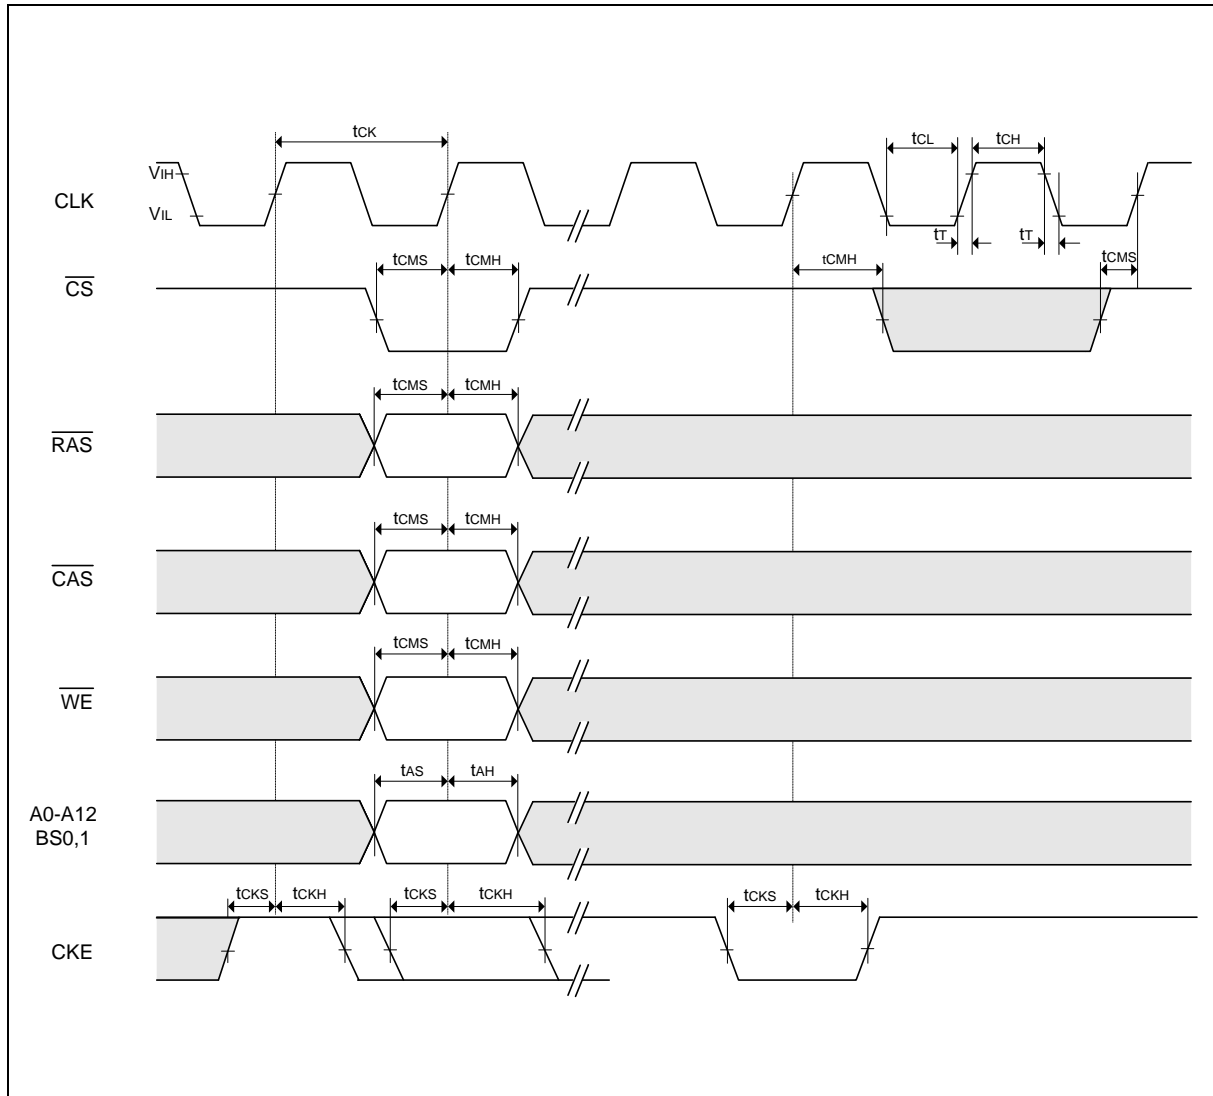 tCK
tCL
tCH
VIH
CLK
VIL
tT
tT
tCMS
tCMH
tCMH
tCMS
CS
tCMS
tCMH
RAS
tCMS
tCMH
CAS
tCMS
tCMH
WE
tAS
tAH
A0-A12
BS0,1
tCKS
tCKH
tCKS
tCKH
tCKS
tCKH
CKE